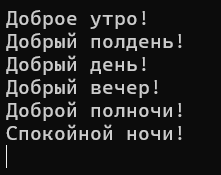 Доброе утро!
Добрый полдень!
Добрый день!
Добрый вечер!
Доброй полночи!
Спокойной ночи!